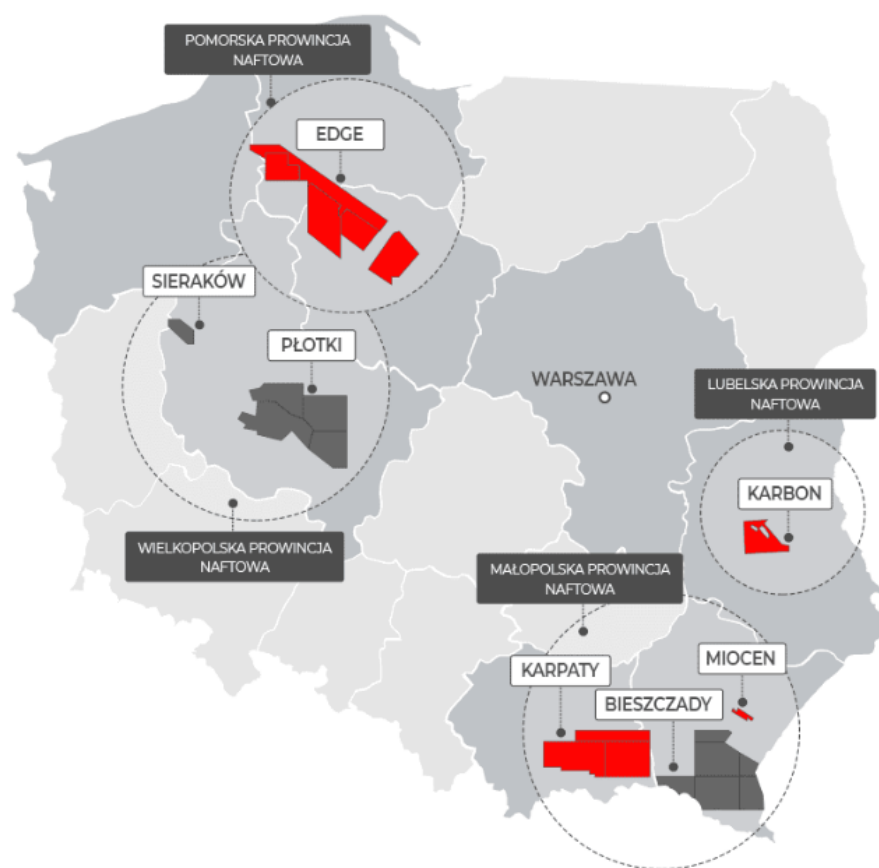 POMORSKA PROWINCJA
NAFTOWA
EDGE
SIERAKÓW
PŁOTKI
WARSZAWA
LUBELSKA PROWINCJA
NAFTOWA
KARBON
WIELKOPOLSKA PROWINCJA
NAFTOWA
MAŁOPOLSKA PROWINCJA
NAFTOWA
MIOCEN
KARPATY
BIESZCZADY